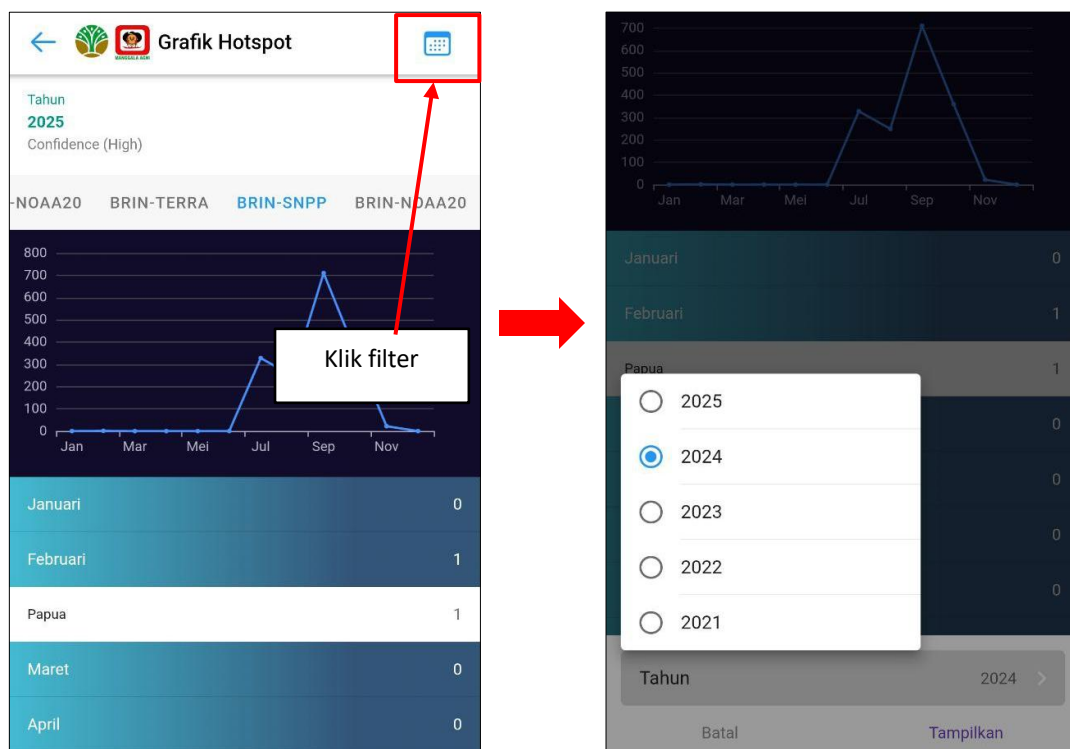 Grafik Hotspot
MANGGALA AGNI
Tahun
2025
Confidence (High)
-NOAA20 BRIN-TERRA BRIN-SNPP BRIN-NOAA20
800
700
600
500
400
300
200
100
0
Jan Mar Mei Jul Sep Nov
Klik filter
Januari 0
Februari 1
Papua 1
Maret 0
April 0
700
600
500
400
300
200
100
0
Jan Mar Mei Jul Sep Nov
Januari 0
Februari 1
Papua 1
0
2025
0
2024
0
2023
0
2022
2021
Tahun 2024
Batal Tampilkan